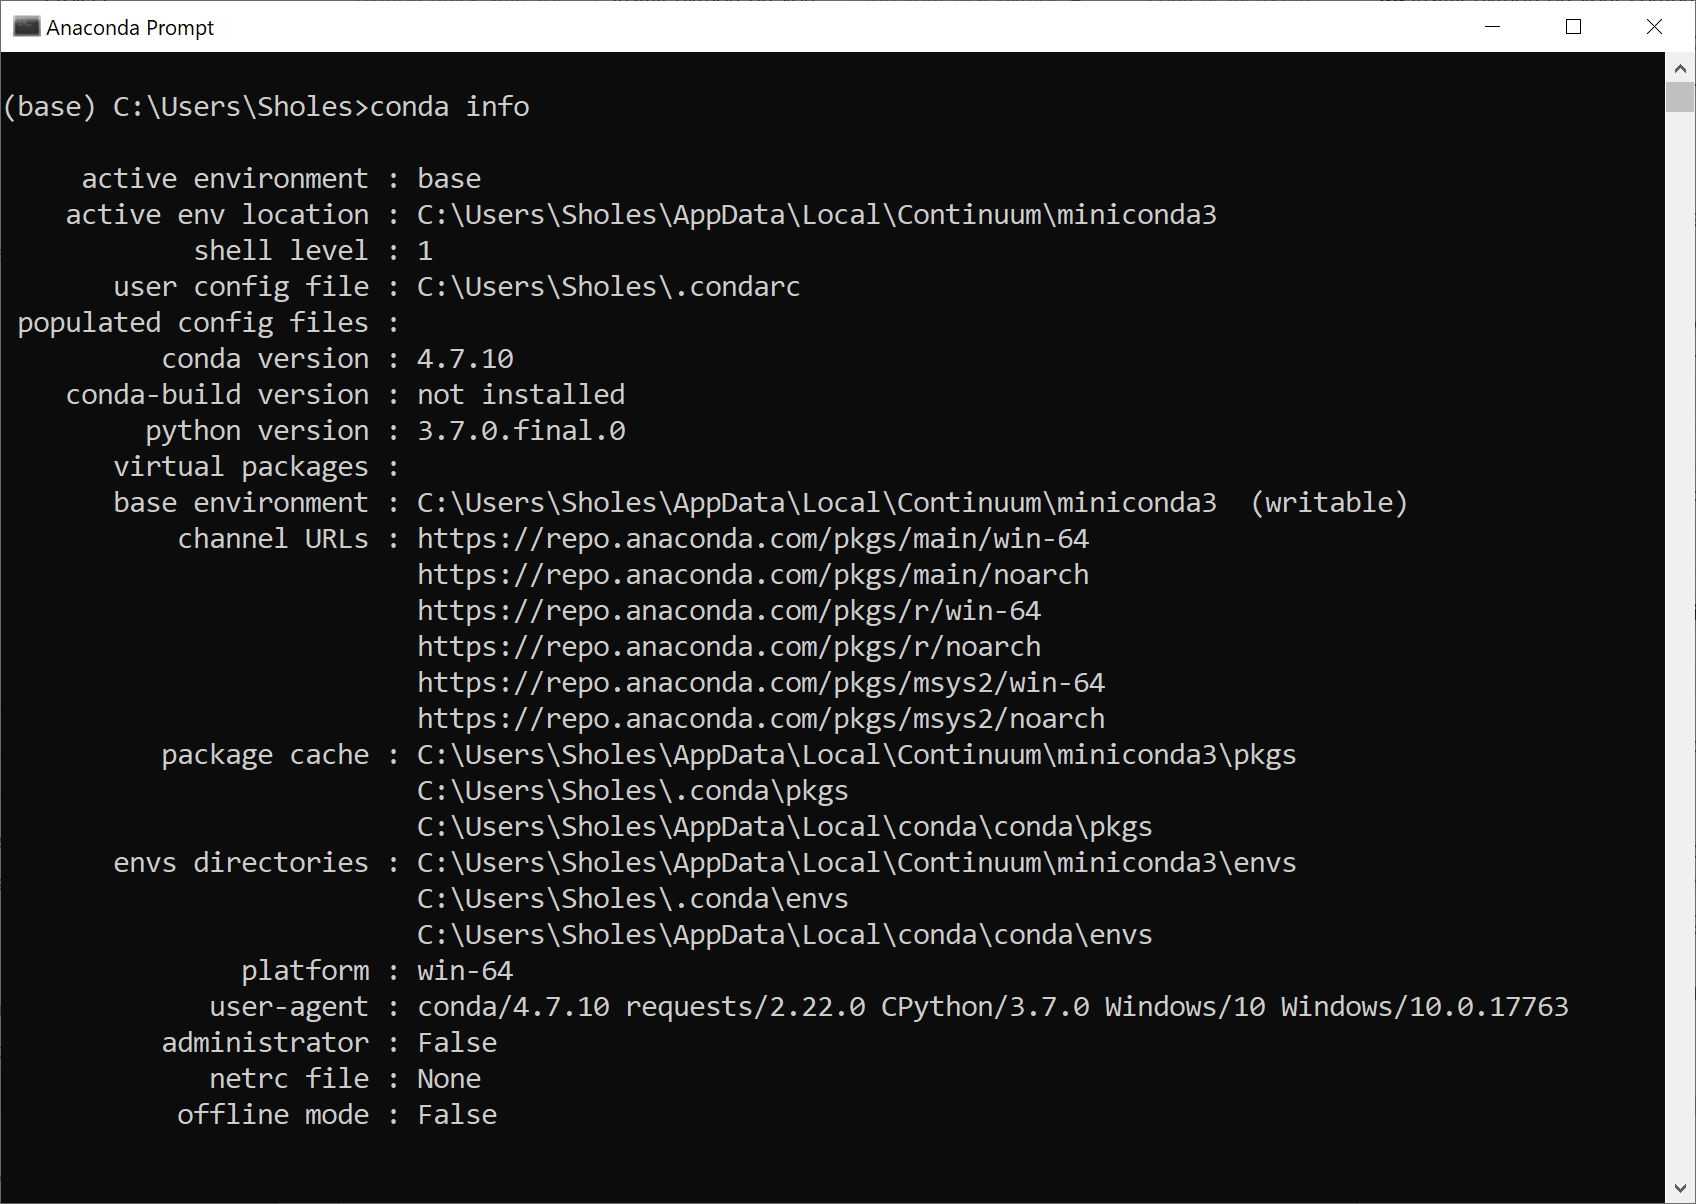 Anaconda Prompt
(base) C:\Users\Sholes>conda info
active environment : base
active env location : C:\Users\Sholes\AppData\Local\Continuum\miniconda3
shell level : 1
user config file : C:\Users\Sholes\.condarc
populated config files :
conda version : 4.7.10
conda-build version : not installed
python version : 3.7.0.final.0
virtual packages :
base environment : C:\Users\Sholes\AppData\Local\Continuum\miniconda3  (writable)
channel URLs : https://repo.anaconda.com/pkgs/main/win-64
https://repo.anaconda.com/pkgs/main/noarch
https://repo.anaconda.com/pkgs/r/win-64
https://repo.anaconda.com/pkgs/r/noarch
https://repo.anaconda.com/pkgs/msys2/win-64
https://repo.anaconda.com/pkgs/msys2/noarch
package cache : C:\Users\Sholes\AppData\Local\Continuum\miniconda3\pkgs
C:\Users\Sholes\.conda\pkgs
C:\Users\Sholes\AppData\Local\conda\conda\pkgs
envs directories : C:\Users\Sholes\AppData\Local\Continuum\miniconda3\envs
C:\Users\Sholes\.conda\envs
C:\Users\Sholes\AppData\Local\conda\conda\envs
platform : win-64
user-agent : conda/4.7.10 requests/2.22.0 CPython/3.7.0 Windows/10 Windows/10.0.17763
administrator : False
netrc file : None
offline mode : False